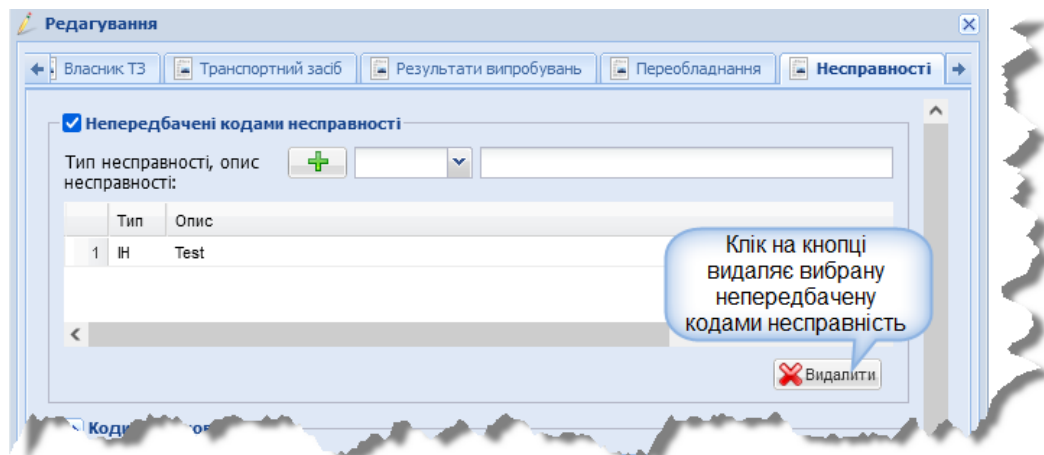 Редагування
Власник ТЗ Транспортний засіб Результати випробувань Переобладнання Несправності
Непередбачені кодами несправності
Тип несправності, опис
несправності:
Тип Опис
1 ІН Test
Клік на кнопці
видаляє вибрану
непередбачену
кодами несправність
Видалити